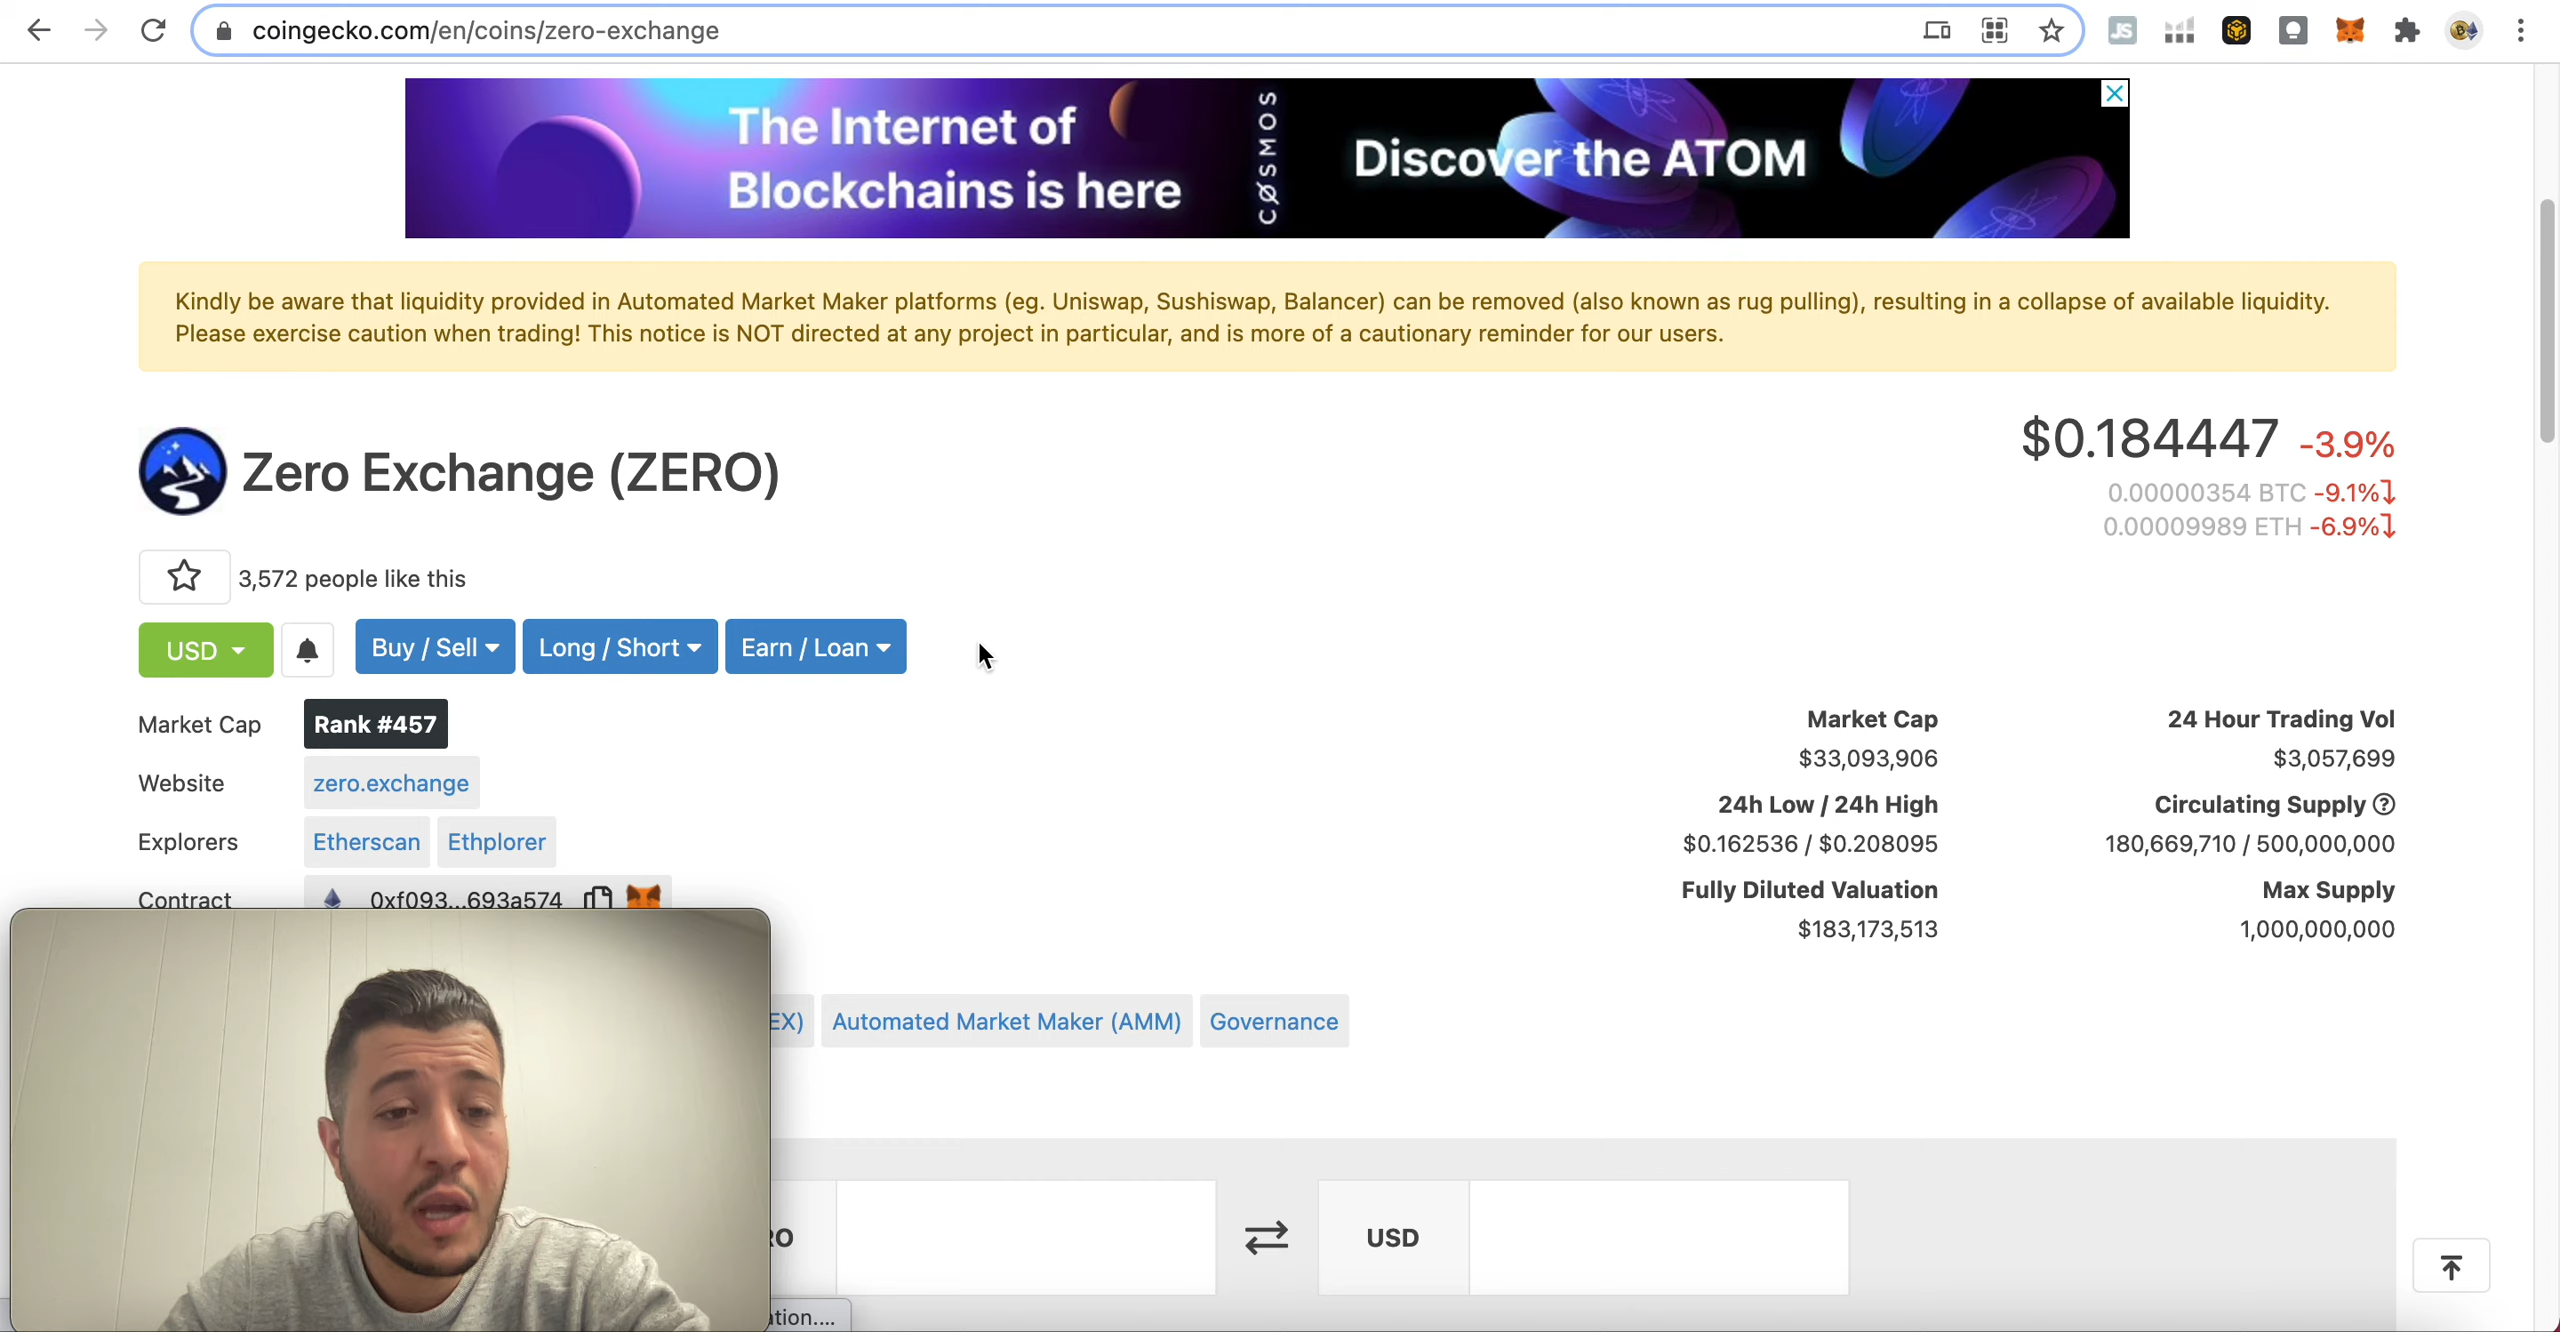 coingecko.com/en/coins/zero-exchange
JS
The Internet of
Blockchains is here
CØSMOS
Discover the ATOM
Kindly be aware that liquidity provided in Automated Market Maker platforms (eg. Uniswap, Sushiswap, Balancer) can be removed (also known as rug pulling), resulting in a collapse of available liquidity.
Please exercise caution when trading! This notice is NOT directed at any project in particular, and is more of a cautionary reminder for our users.
Zero Exchange (ZERO)
$0.184447 -3.9%
0.00000354 BTC -9.1%
0.00009989 ETH -6.9%
3,572 people like this
USD
Buy / Sell
Long / Short
Earn / Loan
Market Cap Rank #457
Website zero.exchange
Explorers Etherscan Ethplorer
Contract 0xf093...693a574
Market Cap
$33,093,906
24 Hour Trading Vol
$3,057,699
24h Low / 24h High
$0.162536 / $0.208095
Circulating Supply ?
180,669,710 / 500,000,000
Fully Diluted Valuation
$183,173,513
Max Supply
1,000,000,000
EX) Automated Market Maker (AMM) Governance
RO
USD
ation....